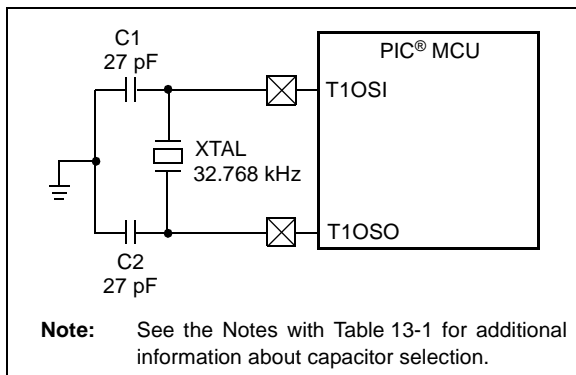 C1
27 pF
PIC® MCU
T1OSI
XTAL
32.768 kHz
T1OSO
C2
27 pF
Note: See the Notes with Table 13-1 for additional
information about capacitor selection.